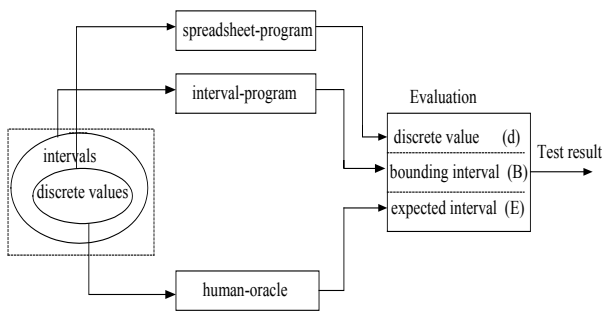 spreadsheet-program
interval-program
Evaluation
intervals
discrete values
discrete value (d)
bounding interval (B)
expected interval (E)
Test result
human-oracle